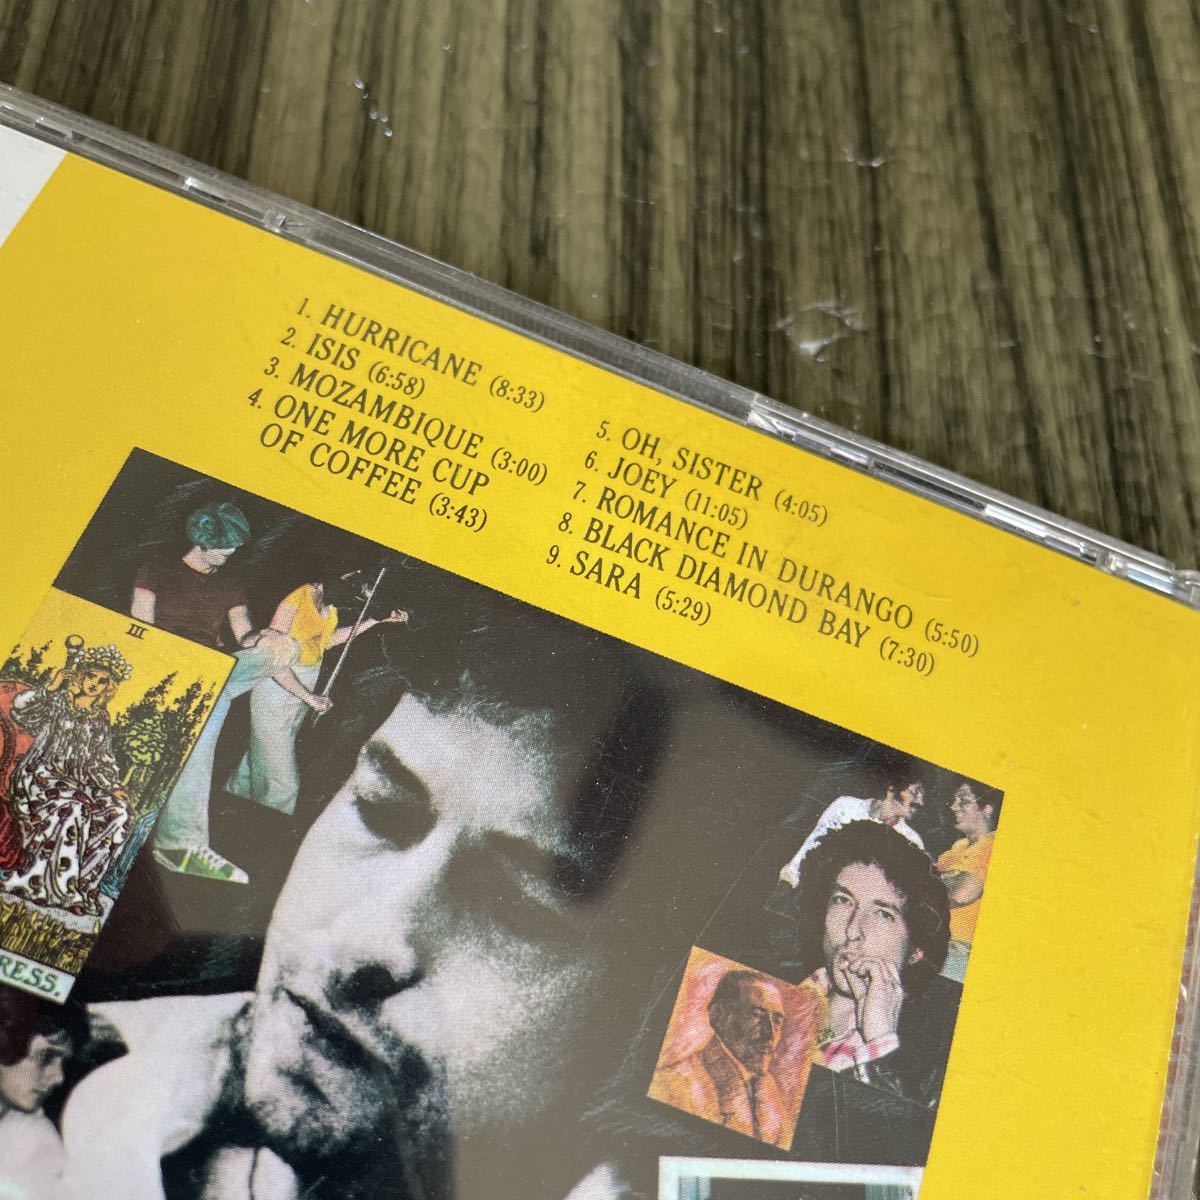 1. HURRICANE (8:33)
2. ISIS (6:58)
3. MOZAMBIQUE (3:00)
4. ONE MORE CUP
OF COFFEE (3:43)
5. OH, SISTER (4:05)
6. JOEY (11:05)
7. ROMANCE IN DURANGO (5:50)
8. BLACK DIAMOND BAY (7:30)
9. SARA (5:29)
III
RESS.